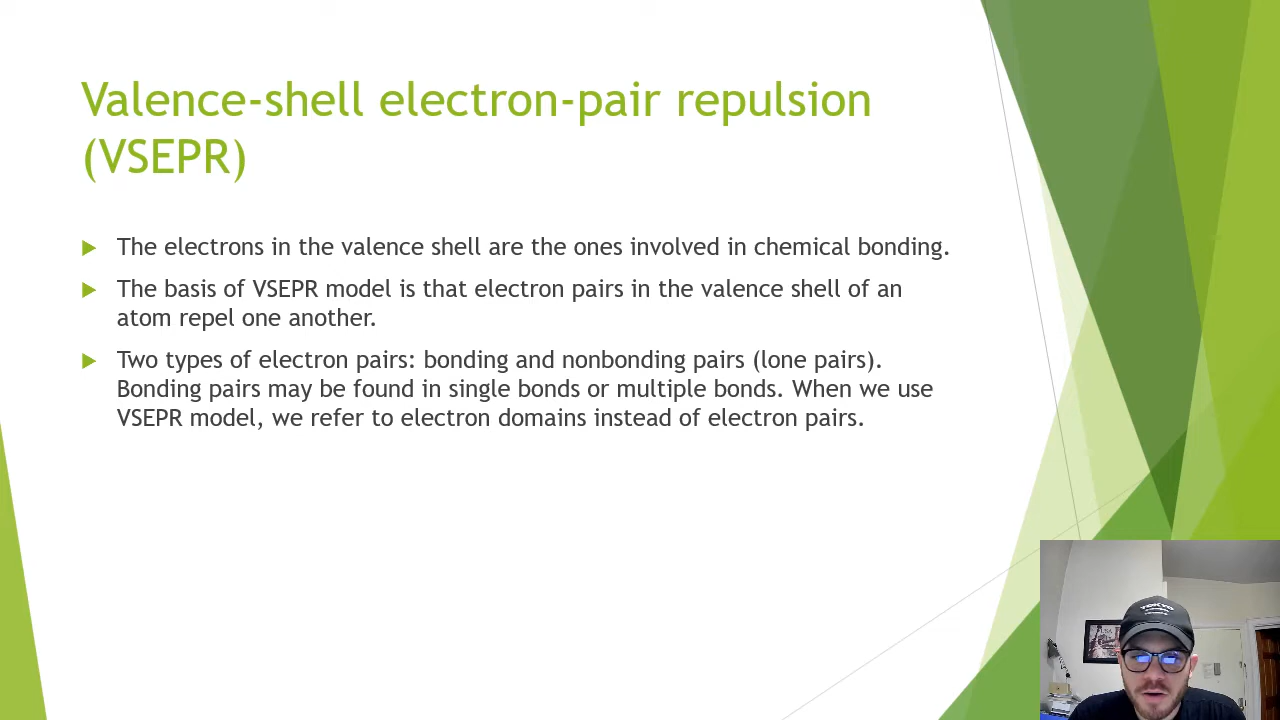 Valence-shell electron-pair repulsion
(VSEPR)
The electrons in the valence shell are the ones involved in chemical bonding.
The basis of VSEPR model is that electron pairs in the valence shell of an
atom repel one another.
Two types of electron pairs: bonding and nonbonding pairs (lone pairs).
Bonding pairs may be found in single bonds or multiple bonds. When we use
VSEPR model, we refer to electron domains instead of electron pairs.
TOKYO